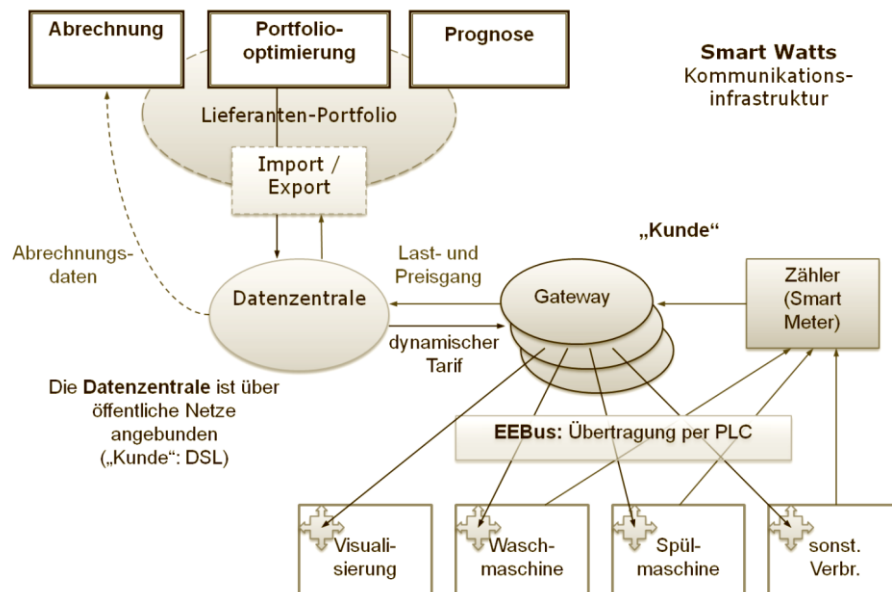 Abrechnung
Portfolio-
optimierung
Prognose
Smart Watts
Kommunikations-
infrastruktur
Lieferanten-Portfolio
Import /
Export
„Kunde“
Abrechnungs-
daten
Last- und
Preisgang
Datenzentrale
Gateway
Zähler
(Smart
Meter)
dynamischer
Tarif
Die Datenzentrale ist über
öffentliche Netze
angebunden
(„Kunde“: DSL)
EEBus: Übertragung per PLC
Visuali-
sierung
Wasch-
maschine
Spül-
maschine
sonst.
Verbr.